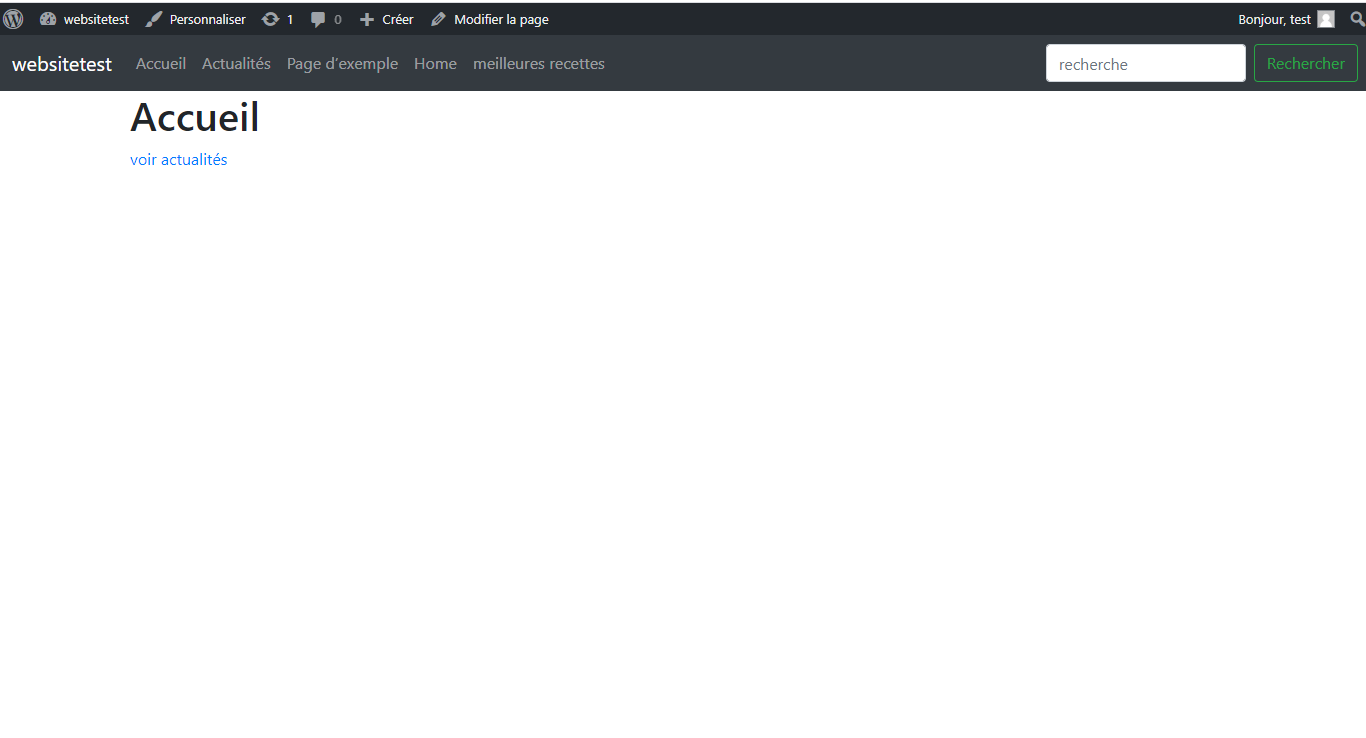 websitetest Personnaliser 1 0 Créer Modifier la page Bonjour, test
websitetest Accueil Actualités Page d’exemple Home meilleures recettes recherche Rechercher
Accueil
voir actualités